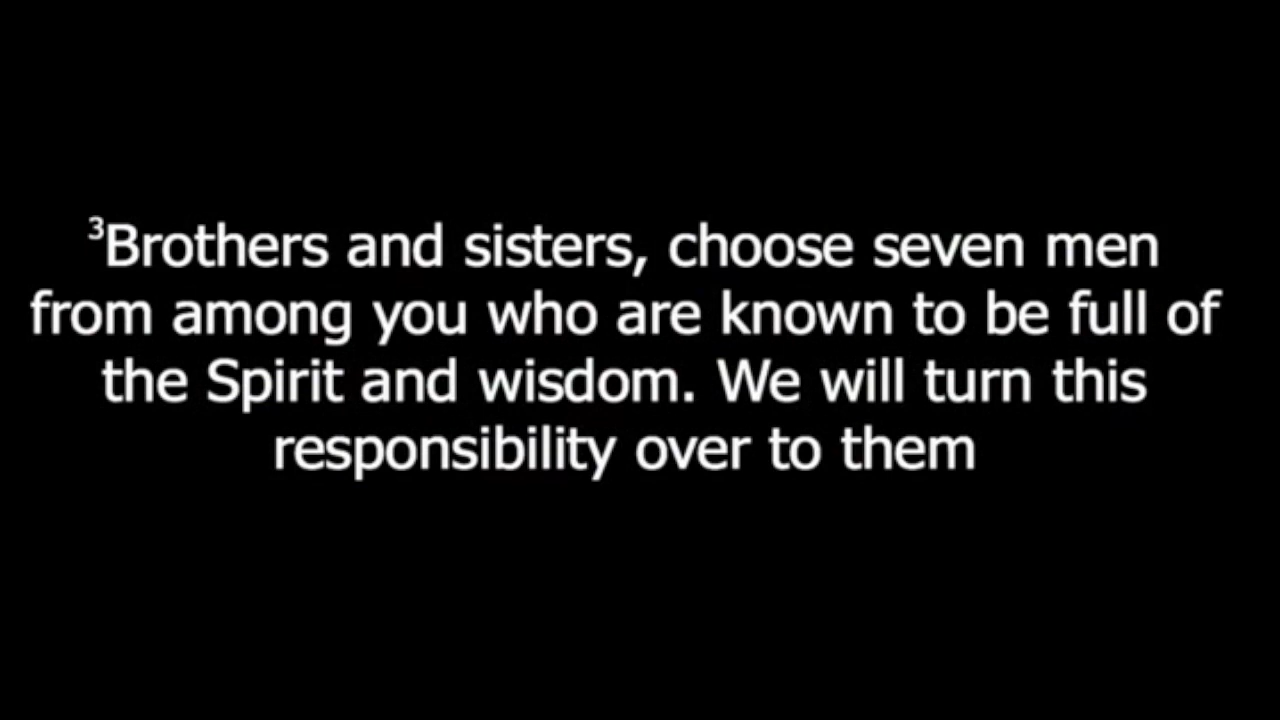 ³Brothers and sisters, choose seven men
from among you who are known to be full of
the Spirit and wisdom. We will turn this
responsibility over to them